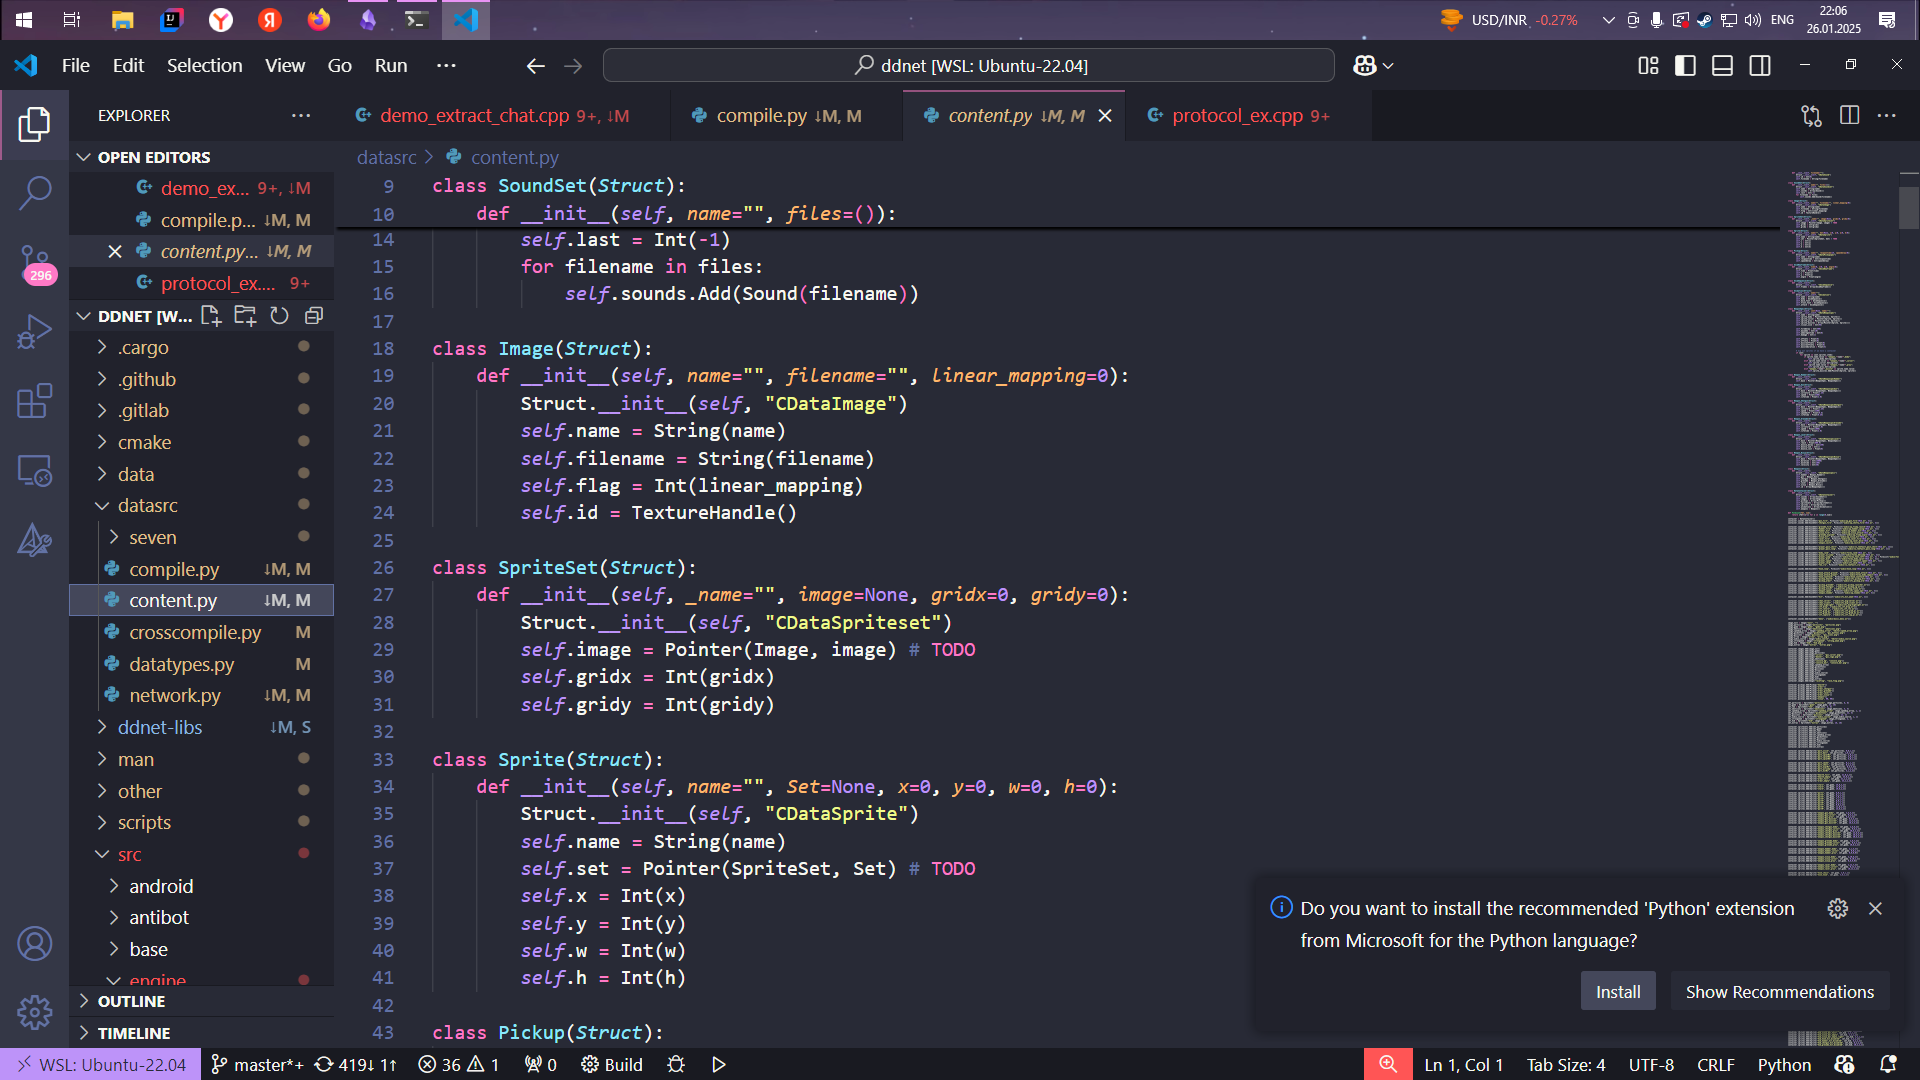 USD/INR -0.27%
ENG
22:06
26.01.2025
File Edit Selection View Go Run ···
ddnet [WSL: Ubuntu-22.04]
EXPLORER
demo_extract_chat.cpp 9+, ↓M
compile.py ↓M, M
content.py ↓M, M
protocol_ex.cpp 9+
OPEN EDITORS
demo_ex... 9+, ↓M
compile.p... ↓M, M
content.py... ↓M, M
protocol_ex.... 9+
296
DDNET [W...
.cargo
.github
.gitlab
cmake
data
datasrc
seven
compile.py ↓M, M
content.py ↓M, M
crosscompile.py M
datatypes.py M
network.py ↓M, M
ddnet-libs ↓M, S
man
other
scripts
src
android
antibot
base
engine
OUTLINE
TIMELINE
datasrc > content.py
9 class SoundSet(Struct):
10 def __init__(self, name="", files=()):
14 self.last = Int(-1)
15 for filename in files:
16 self.sounds.Add(Sound(filename))
17
18 class Image(Struct):
19 def __init__(self, name="", filename="", linear_mapping=0):
20 Struct.__init__(self, "CDataImage")
21 self.name = String(name)
22 self.filename = String(filename)
23 self.flag = Int(linear_mapping)
24 self.id = TextureHandle()
25
26 class SpriteSet(Struct):
27 def __init__(self, _name="", image=None, gridx=0, gridy=0):
28 Struct.__init__(self, "CDataSpriteset")
29 self.image = Pointer(Image, image) # TODO
30 self.gridx = Int(gridx)
31 self.gridy = Int(gridy)
32
33 class Sprite(Struct):
34 def __init__(self, name="", Set=None, x=0, y=0, w=0, h=0):
35 Struct.__init__(self, "CDataSprite")
36 self.name = String(name)
37 self.set = Pointer(SpriteSet, Set) # TODO
38 self.x = Int(x)
39 self.y = Int(y)
40 self.w = Int(w)
41 self.h = Int(h)
42
43 class Pickup(Struct):
Do you want to install the recommended 'Python' extension
from Microsoft for the Python language?
Install Show Recommendations
WSL: Ubuntu-22.04 master*+ 419↓ 1↑ 36 1 0 Build
Ln 1, Col 1 Tab Size: 4 UTF-8 CRLF Python